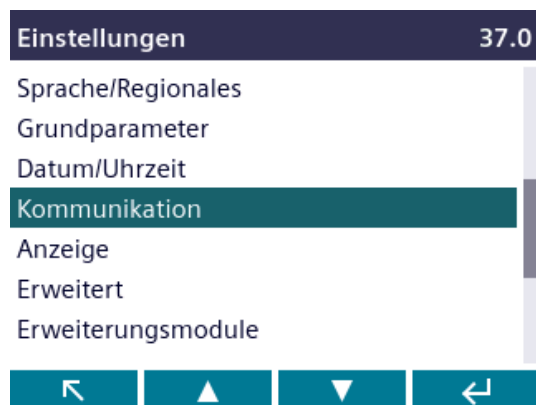 Einstellungen 37.0
Sprache/Regionales
Grundparameter
Datum/Uhrzeit
Kommunikation
Anzeige
Erweitert
Erweiterungsmodule